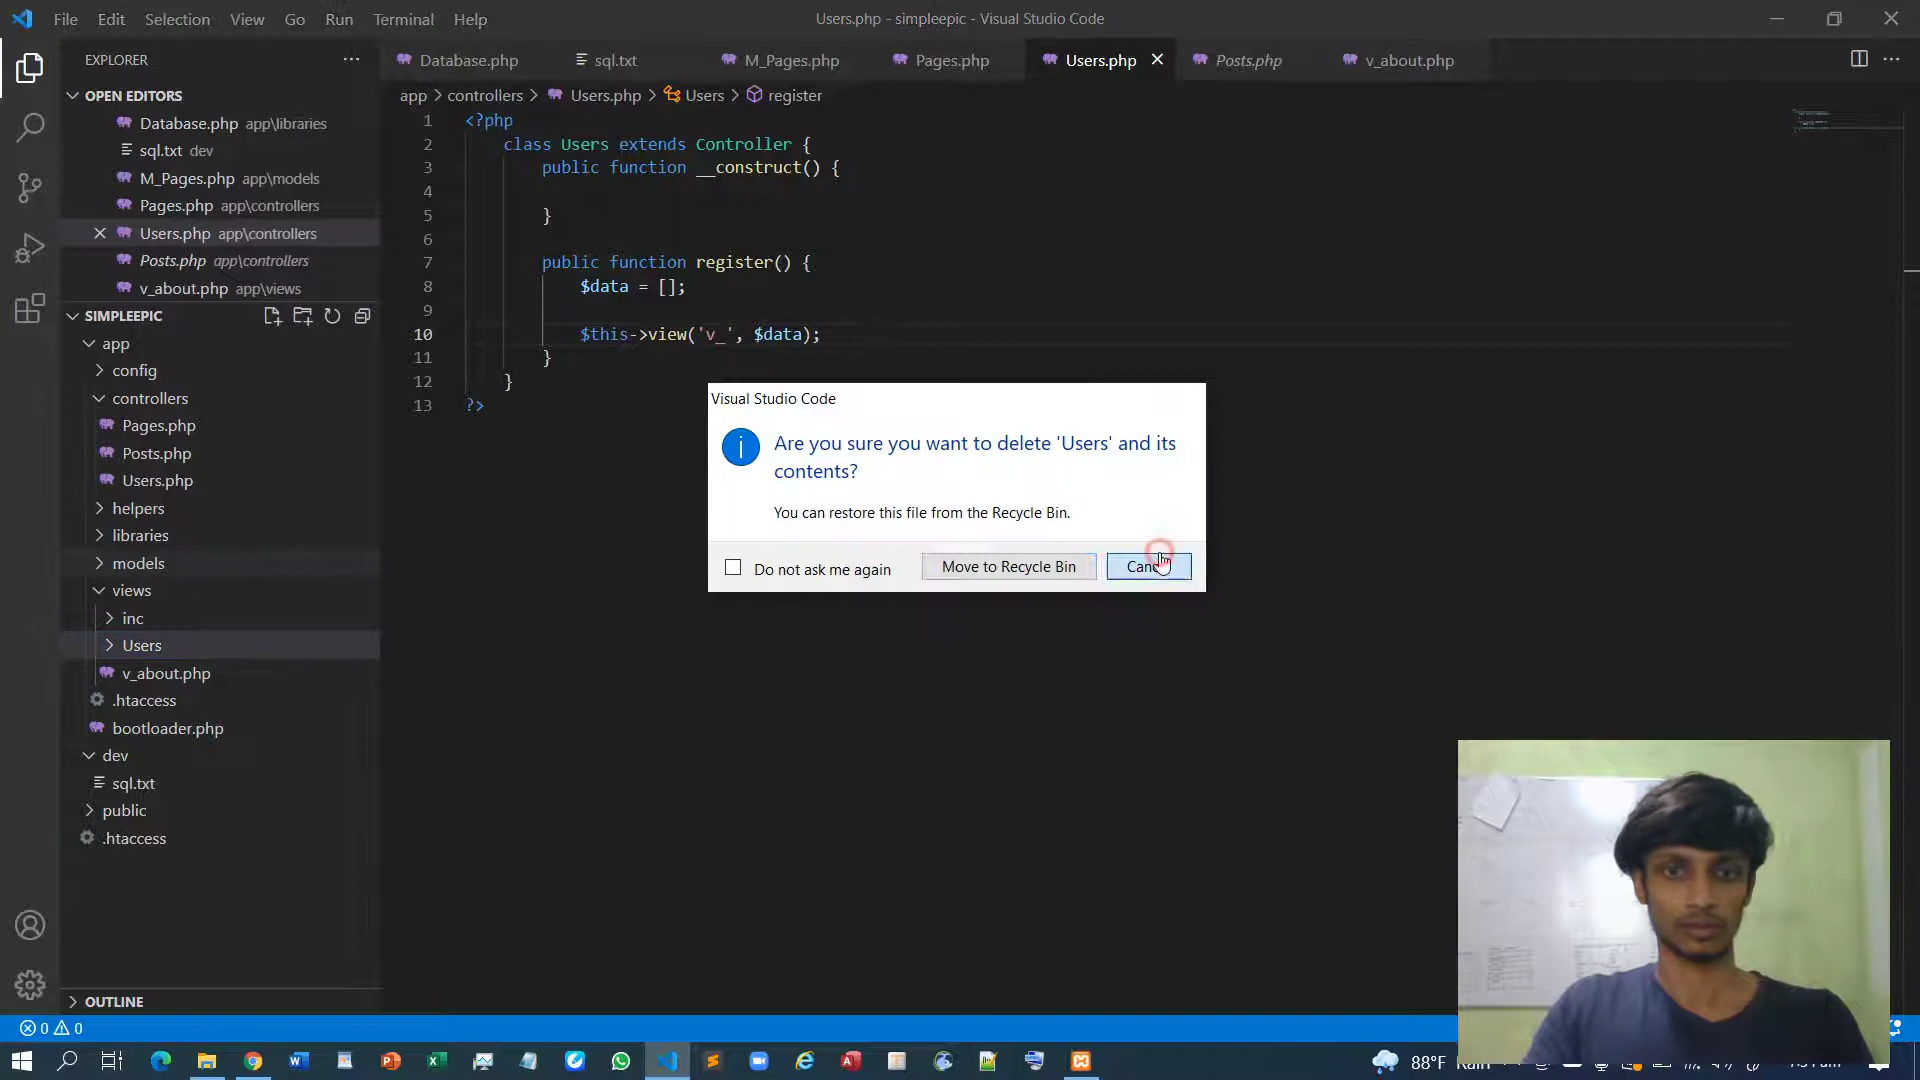 File Edit Selection View Go Run Terminal Help
Users.php - simpleepic - Visual Studio Code
EXPLORER
Database.php
sql.txt
M_Pages.php
Pages.php
Users.php
Posts.php
v_about.php
OPEN EDITORS
Database.php app\libraries
sql.txt dev
M_Pages.php app\models
Pages.php app\controllers
Users.php app\controllers
Posts.php app\controllers
v_about.php app\views
SIMPLEEPIC
app
config
controllers
Pages.php
Posts.php
Users.php
helpers
libraries
models
views
inc
Users
v_about.php
.htaccess
bootloader.php
dev
sql.txt
public
.htaccess
OUTLINE
app > controllers > Users.php > Users > register
1 <?php
2 class Users extends Controller {
3 public function __construct() {
4
5 }
6
7 public function register() {
8 $data = [];
9
10 $this->view('v_', $data);
11 }
12 }
13 ?>
Visual Studio Code
Are you sure you want to delete 'Users' and its
contents?
You can restore this file from the Recycle Bin.
Do not ask me again
Move to Recycle Bin
0 0
88°F